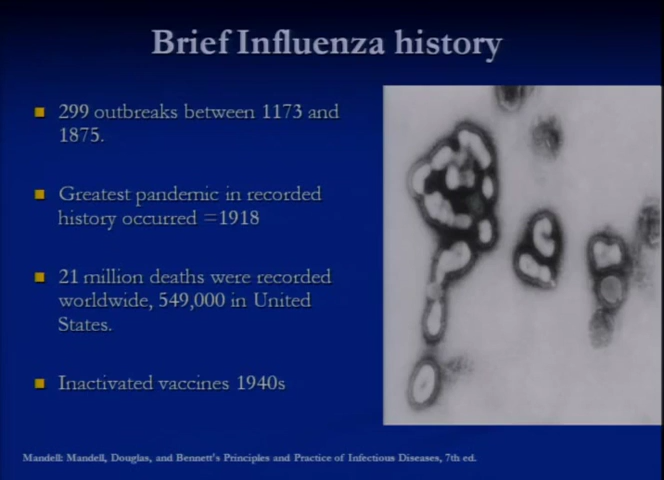 Brief Influenza history
299 outbreaks between 1173 and
1875.
Greatest pandemic in recorded
history occurred =1918
21 million deaths were recorded
worldwide, 549,000 in United
States.
Inactivated vaccines 1940s
Mandell: Mandell, Douglas, and Bennett's Principles and Practice of Infectious Diseases, 7th ed.